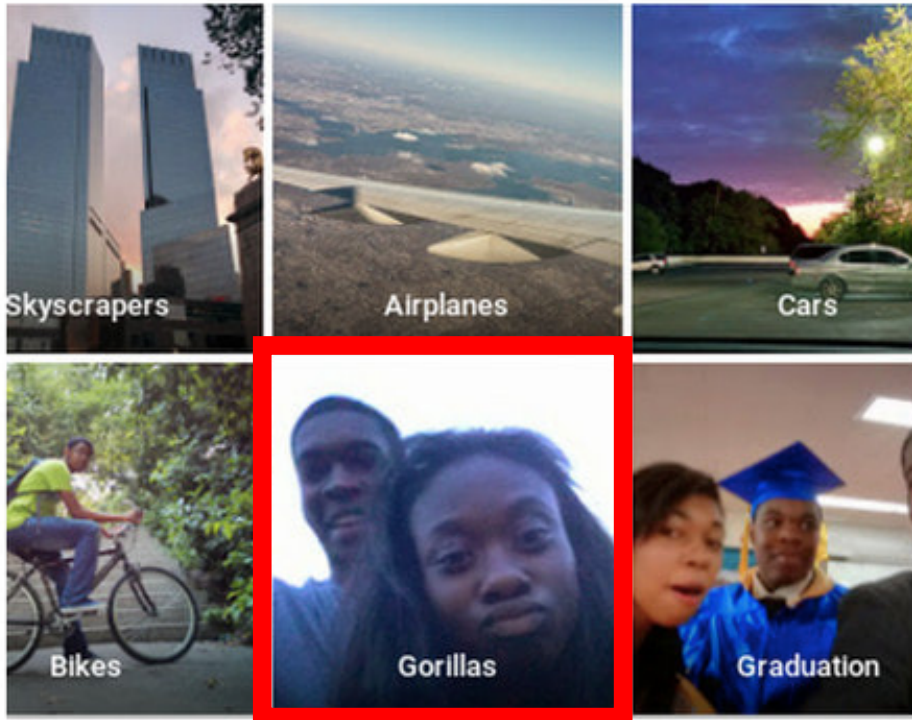 Skyscrapers
Airplanes
Cars
Bikes
Gorillas
Graduation